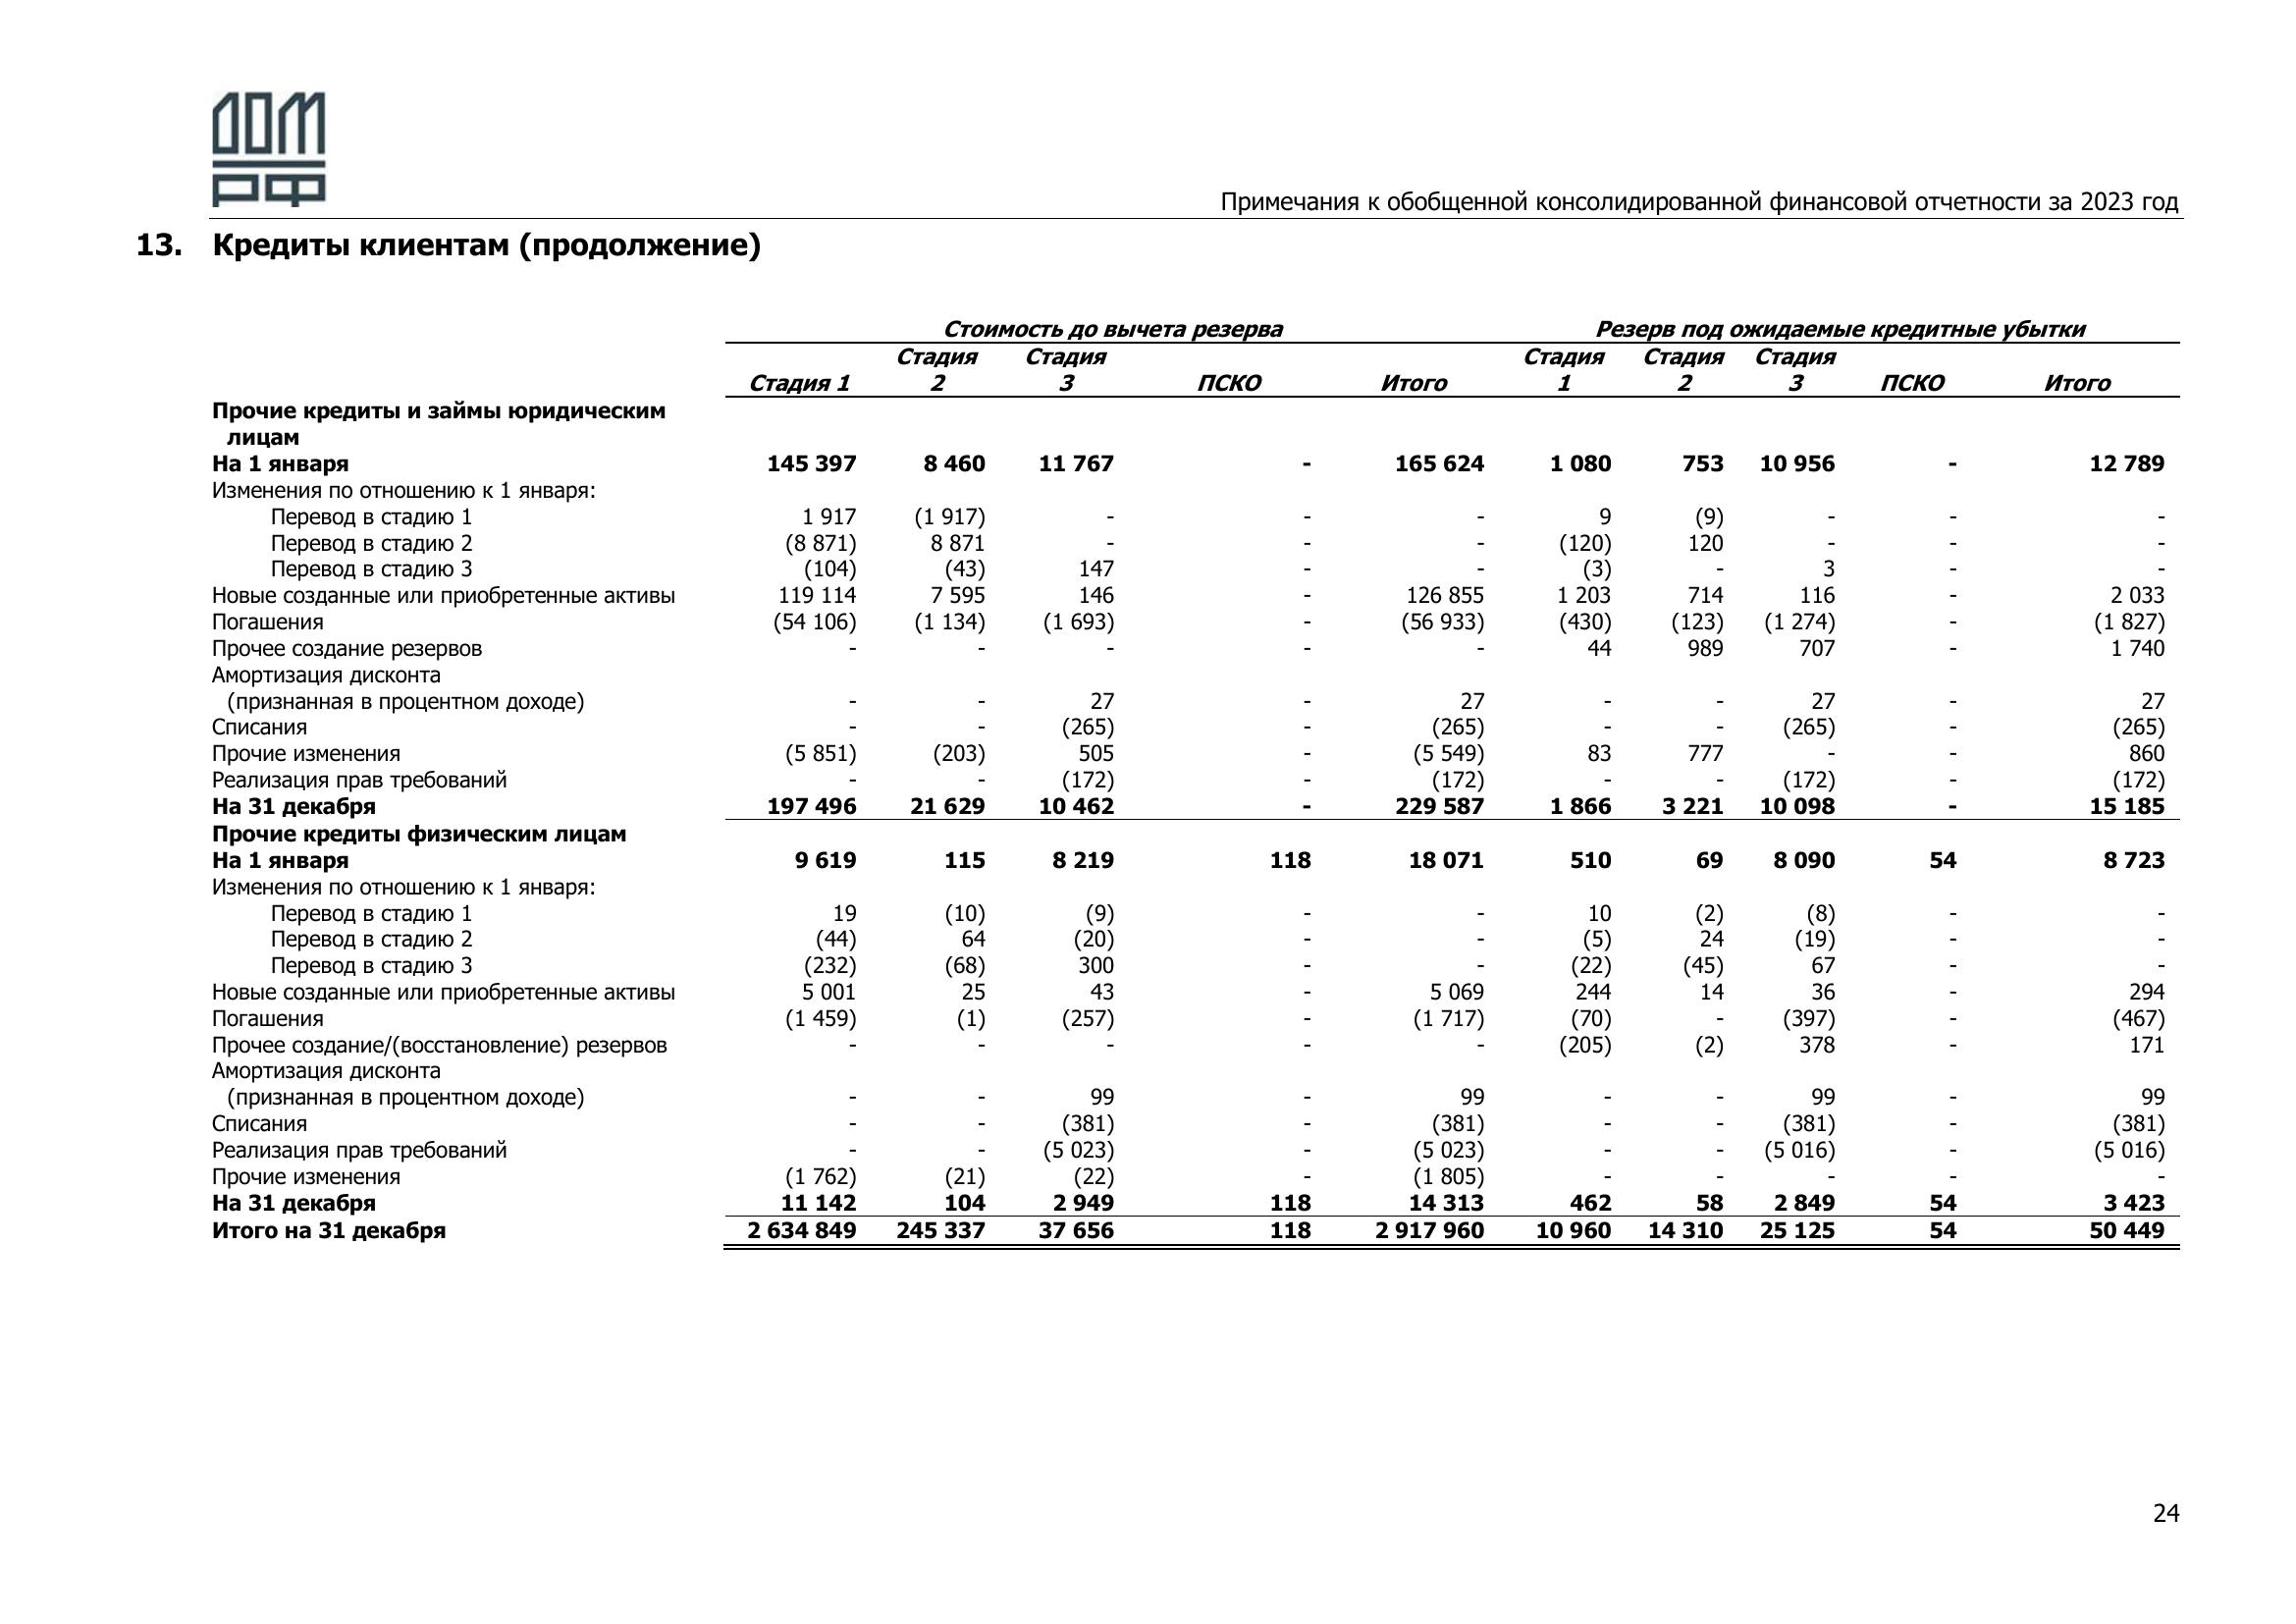 ДОМ
РФ
Примечания к обобщенной консолидированной финансовой отчетности за 2023 год
13. Кредиты клиентам (продолжение)
Стоимость до вычета резерва Резерв под ожидаемые кредитные убытки
Стадия Стадия Стадия Стадия Стадия
Стадия 1 2 3 ПСКО Итого 1 2 3 ПСКО Итого
Прочие кредиты и займы юридическим
лицам
На 1 января 145 397 8 460 11 767 - 165 624 1 080 753 10 956 - 12 789
Изменения по отношению к 1 января:
Перевод в стадию 1 1 917 (1 917) - - - 9 (9) - - -
Перевод в стадию 2 (8 871) 8 871 - - - (120) 120 - - -
Перевод в стадию 3 (104) (43) 147 - - (3) - 3 - -
Новые созданные или приобретенные активы 119 114 7 595 146 - 126 855 1 203 714 116 - 2 033
Погашения (54 106) (1 134) (1 693) - (56 933) (430) (123) (1 274) - (1 827)
Прочее создание резервов - - - - - 44 989 707 - 1 740
Амортизация дисконта
(признанная в процентном доходе) - - 27 - 27 - - 27 - 27
Списания - - (265) - (265) - - (265) - (265)
Прочие изменения (5 851) (203) 505 - (5 549) 83 777 - - 860
Реализация прав требований - - (172) - (172) - - (172) - (172)
На 31 декабря 197 496 21 629 10 462 - 229 587 1 866 3 221 10 098 - 15 185
Прочие кредиты физическим лицам
На 1 января 9 619 115 8 219 118 18 071 510 69 8 090 54 8 723
Изменения по отношению к 1 января:
Перевод в стадию 1 19 (10) (9) - - 10 (2) (8) - -
Перевод в стадию 2 (44) 64 (20) - - (5) 24 (19) - -
Перевод в стадию 3 (232) (68) 300 - - (22) (45) 67 - -
Новые созданные или приобретенные активы 5 001 25 43 - 5 069 244 14 36 - 294
Погашения (1 459) (1) (257) - (1 717) (70) - (397) - (467)
Прочее создание/(восстановление) резервов - - - - - (205) (2) 378 - 171
Амортизация дисконта
(признанная в процентном доходе) - - 99 - 99 - - 99 - 99
Списания - - (381) - (381) - - (381) - (381)
Реализация прав требований - - (5 023) - (5 023) - - (5 016) - (5 016)
Прочие изменения (1 762) (21) (22) - (1 805) - - - - -
На 31 декабря 11 142 104 2 949 118 14 313 462 58 2 849 54 3 423
Итого на 31 декабря 2 634 849 245 337 37 656 118 2 917 960 10 960 14 310 25 125 54 50 449
24